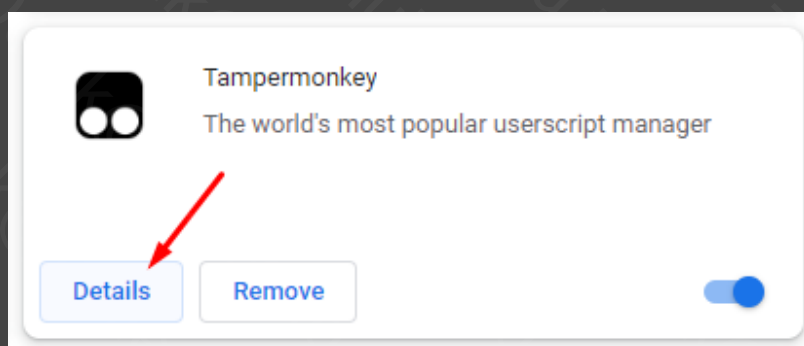 Tampermonkey
The world's most popular userscript manager
Details
Remove